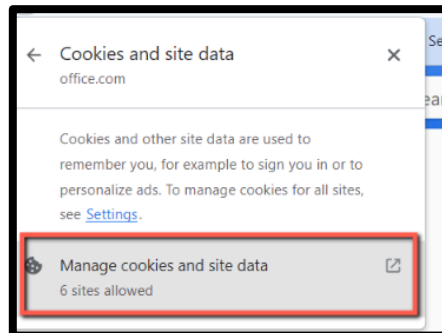 Cookies and site data
office.com
Cookies and other site data are used to
remember you, for example to sign you in or to
personalize ads. To manage cookies for all sites,
see Settings.
Manage cookies and site data
6 sites allowed